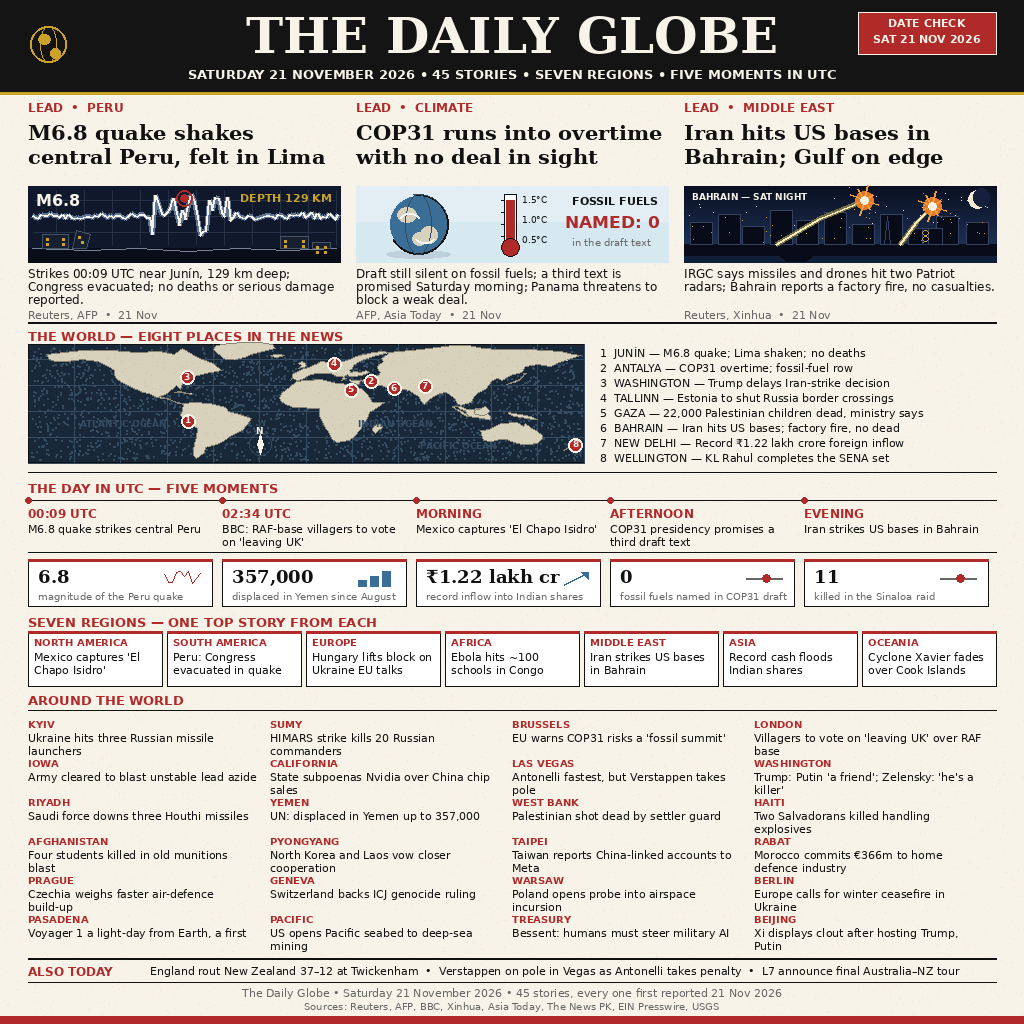 THE DAILY GLOBE
DATE CHECK
SAT 21 NOV 2026
SATURDAY 21 NOVEMBER 2026 • 45 STORIES • SEVEN REGIONS • FIVE MOMENTS IN UTC
LEAD • PERU
M6.8 quake shakes
central Peru, felt in Lima
M6.8
DEPTH 129 KM
Strikes 00:09 UTC near Junín, 129 km deep;
Congress evacuated; no deaths or serious damage
reported.
Reuters, AFP • 21 Nov
LEAD • CLIMATE
COP31 runs into overtime
with no deal in sight
1.5°C
1.0°C
0.5°C
FOSSIL FUELS
NAMED: 0
in the draft text
Draft still silent on fossil fuels; a third text is
promised Saturday morning; Panama threatens to
block a weak deal.
AFP, Asia Today • 21 Nov
LEAD • MIDDLE EAST
Iran hits US bases in
Bahrain; Gulf on edge
BAHRAIN — SAT NIGHT
IRGC says missiles and drones hit two Patriot
radars; Bahrain reports a factory fire, no casualties.
Reuters, Xinhua • 21 Nov
THE WORLD — EIGHT PLACES IN THE NEWS
ATLANTIC OCEAN
INDIAN OCEAN
PACIFIC OCEAN
N
1
2
3
4
5
6
7
8
1 JUNÍN — M6.8 quake; Lima shaken; no deaths
2 ANTALYA — COP31 overtime; fossil-fuel row
3 WASHINGTON — Trump delays Iran-strike decision
4 TALLINN — Estonia to shut Russia border crossings
5 GAZA — 22,000 Palestinian children dead, ministry says
6 BAHRAIN — Iran hits US bases; factory fire, no dead
7 NEW DELHI — Record ₹1.22 lakh crore foreign inflow
8 WELLINGTON — KL Rahul completes the SENA set
THE DAY IN UTC — FIVE MOMENTS
00:09 UTC
M6.8 quake strikes central Peru
02:34 UTC
BBC: RAF-base villagers to vote
on 'leaving UK'
MORNING
Mexico captures 'El Chapo Isidro'
AFTERNOON
COP31 presidency promises a
third draft text
EVENING
Iran strikes US bases in Bahrain
6.8
magnitude of the Peru quake
357,000
displaced in Yemen since August
₹1.22 lakh cr
record inflow into Indian shares
0
fossil fuels named in COP31 draft
11
killed in the Sinaloa raid
SEVEN REGIONS — ONE TOP STORY FROM EACH
NORTH AMERICA
Mexico captures 'El
Chapo Isidro'
SOUTH AMERICA
Peru: Congress
evacuated in quake
EUROPE
Hungary lifts block on
Ukraine EU talks
AFRICA
Ebola hits ~100
schools in Congo
MIDDLE EAST
Iran strikes US bases
in Bahrain
ASIA
Record cash floods
Indian shares
OCEANIA
Cyclone Xavier fades
over Cook Islands
AROUND THE WORLD
KYIV
Ukraine hits three Russian missile
launchers
SUMY
HIMARS strike kills 20 Russian
commanders
BRUSSELS
EU warns COP31 risks a 'fossil summit'
LONDON
Villagers to vote on 'leaving UK' over RAF
base
IOWA
Army cleared to blast unstable lead azide
CALIFORNIA
State subpoenas Nvidia over China chip
sales
LAS VEGAS
Antonelli fastest, but Verstappen takes
pole
WASHINGTON
Trump: Putin 'a friend'; Zelensky: 'he's a
killer'
RIYADH
Saudi force downs three Houthi missiles
YEMEN
UN: displaced in Yemen up to 357,000
WEST BANK
Palestinian shot dead by settler guard
HAITI
Two Salvadorans killed handling
explosives
AFGHANISTAN
Four students killed in old munitions
blast
PYONGYANG
North Korea and Laos vow closer
cooperation
TAIPEI
Taiwan reports China-linked accounts to
Meta
RABAT
Morocco commits €366m to home
defence industry
PRAGUE
Czechia weighs faster air-defence
build-up
GENEVA
Switzerland backs ICJ genocide ruling
WARSAW
Poland opens probe into airspace
incursion
BERLIN
Europe calls for winter ceasefire in
Ukraine
PASADENA
Voyager 1 a light-day from Earth, a first
PACIFIC
US opens Pacific seabed to deep-sea
mining
TREASURY
Bessent: humans must steer military AI
BEIJING
Xi displays clout after hosting Trump,
Putin
ALSO TODAY
England rout New Zealand 37–12 at Twickenham • Verstappen on pole in Vegas as Antonelli takes penalty • L7 announce final Australia–NZ tour
The Daily Globe • Saturday 21 November 2026 • 45 stories, every one first reported 21 Nov 2026
Sources: Reuters, AFP, BBC, Xinhua, Asia Today, The News PK, EIN Presswire, USGS